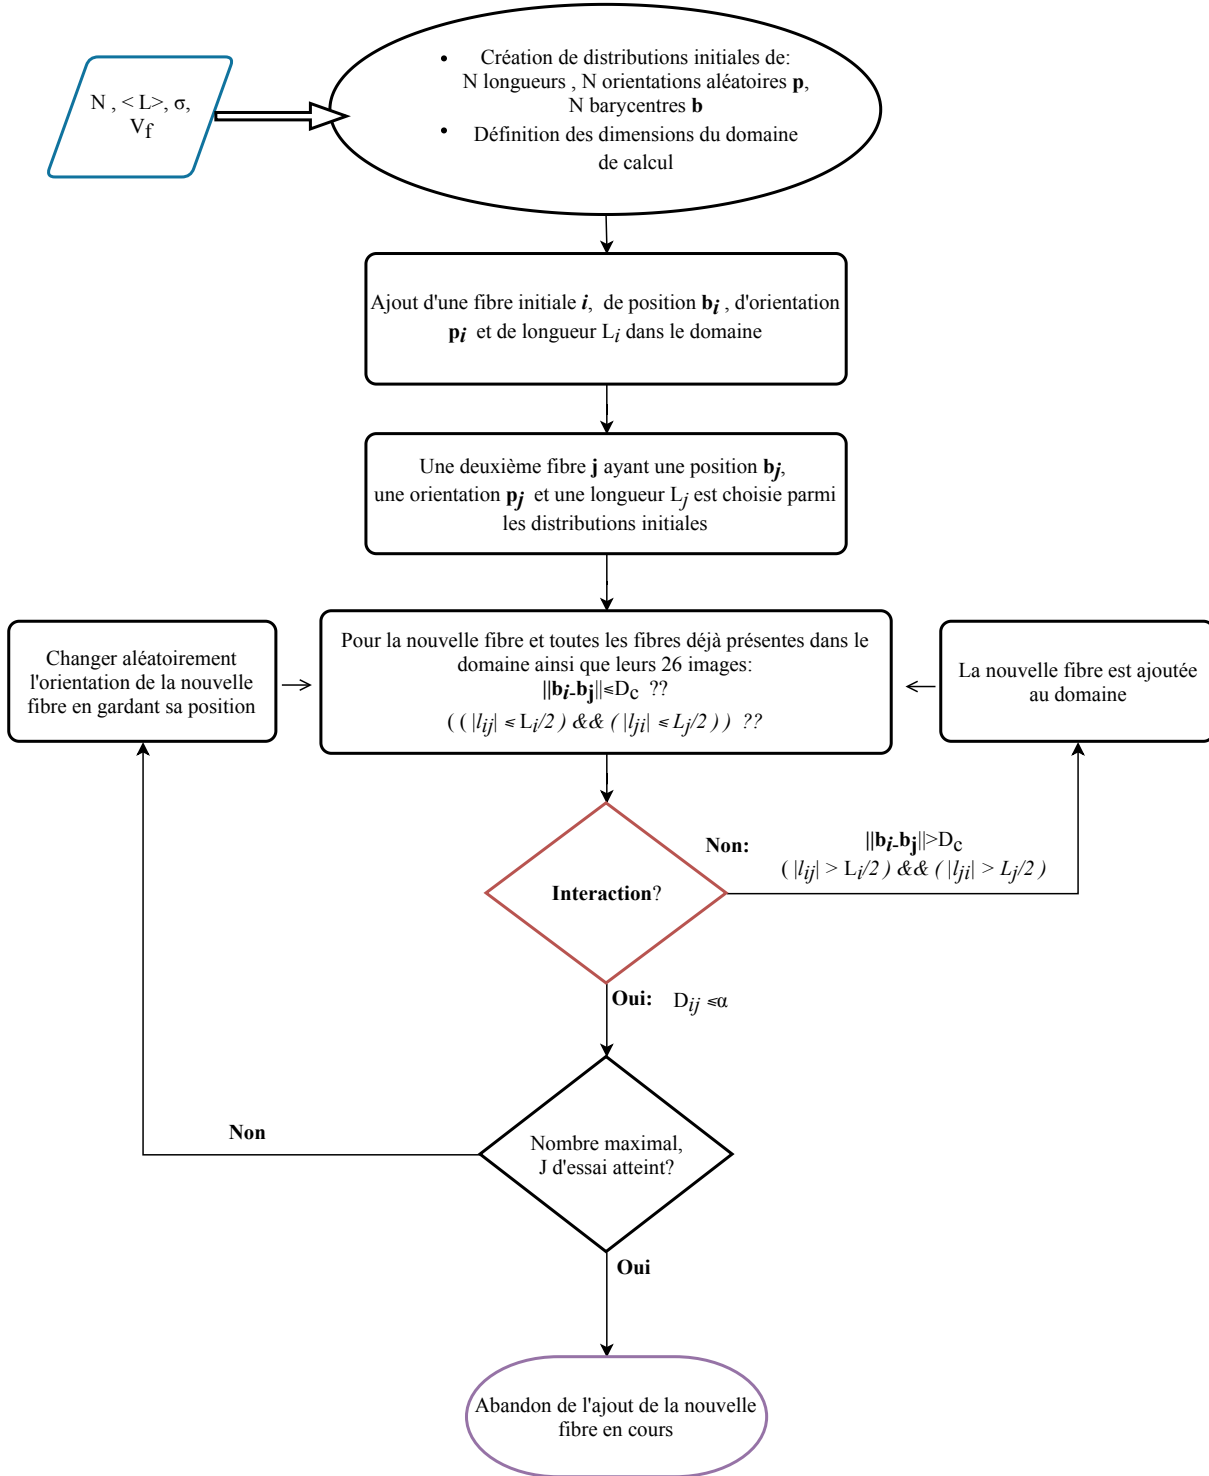 N , < L>, σ,
Vf
• Création de distributions initiales de:
N longueurs , N orientations aléatoires p,
N barycentres b
• Définition des dimensions du domaine
de calcul
Ajout d'une fibre initiale i, de position bi , d'orientation
pi et de longueur Li dans le domaine
Une deuxième fibre j ayant une position bj,
une orientation pj et une longueur Lj est choisie parmi
les distributions initiales
Changer aléatoirement
l'orientation de la nouvelle
fibre en gardant sa position
Pour la nouvelle fibre et toutes les fibres déjà présentes dans le
domaine ainsi que leurs 26 images:
||bi-bj||≤Dc ??
( ( |lij| ≤ Li/2 ) && ( |lji| ≤ Lj/2 ) ) ??
La nouvelle fibre est ajoutée
au domaine
Interaction?
Non: ||bi-bj||>Dc
( |lij| > Li/2 ) && ( |lji| > Lj/2 )
Oui: Dij ≤α
Nombre maximal,
J d'essai atteint?
Non
Oui
Abandon de l'ajout de la nouvelle
fibre en cours